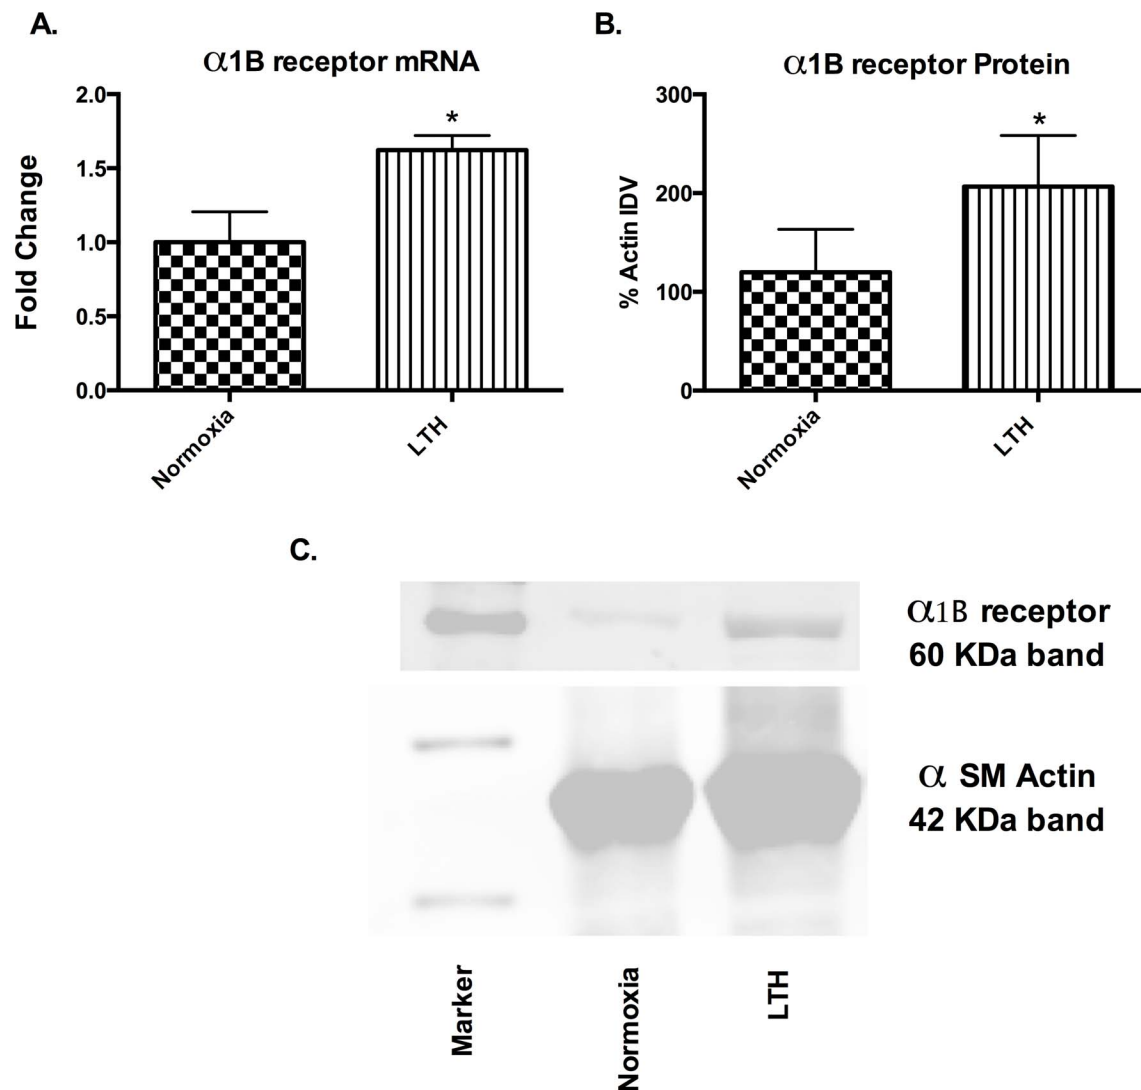 A.
α1B receptor mRNA
Fold Change
2.0
1.5
1.0
0.5
0.0
*
Normoxia
LTH
B.
α1B receptor Protein
% Actin IDV
300
200
100
0
*
Normoxia
LTH
C.
α1B receptor
60 KDa band
α SM Actin
42 KDa band
Marker
Normoxia
LTH